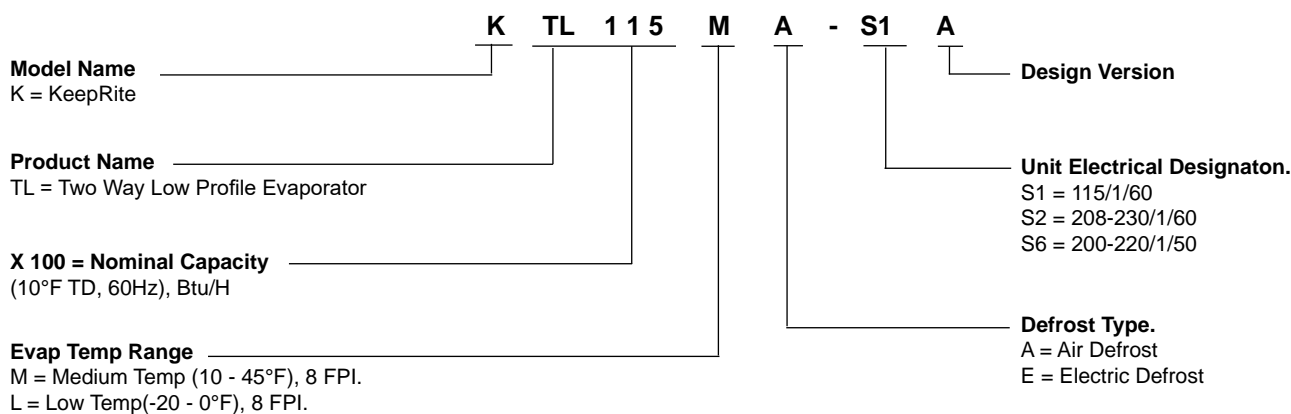 K TL 1 1 5 M A - S1 A
Model Name
K = KeepRite
Product Name
TL = Two Way Low Profile Evaporator
X 100 = Nominal Capacity
(10°F TD, 60Hz), Btu/H
Evap Temp Range
M = Medium Temp (10 - 45°F), 8 FPI.
L = Low Temp(-20 - 0°F), 8 FPI.
Design Version
Unit Electrical Designaton.
S1 = 115/1/60
S2 = 208-230/1/60
S6 = 200-220/1/50
Defrost Type.
A = Air Defrost
E = Electric Defrost